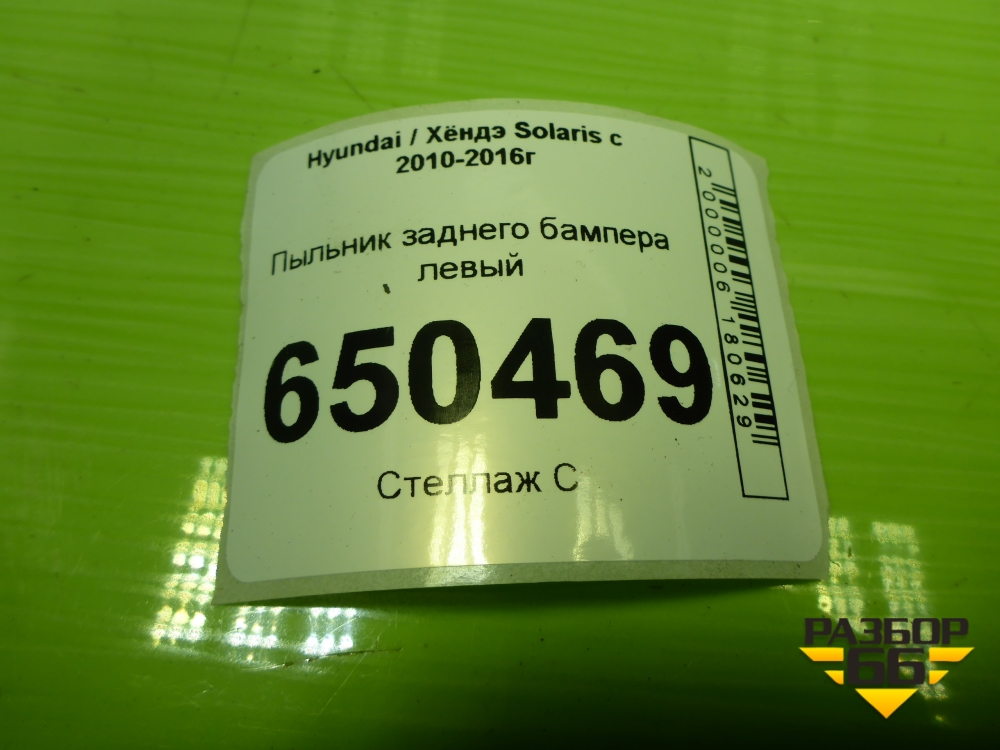 Hyundai / Хёндэ Solaris с
2010-2016г
Пыльник заднего бампера
левый
650469
Стеллаж С
2000006180629
РАЗБОР
66